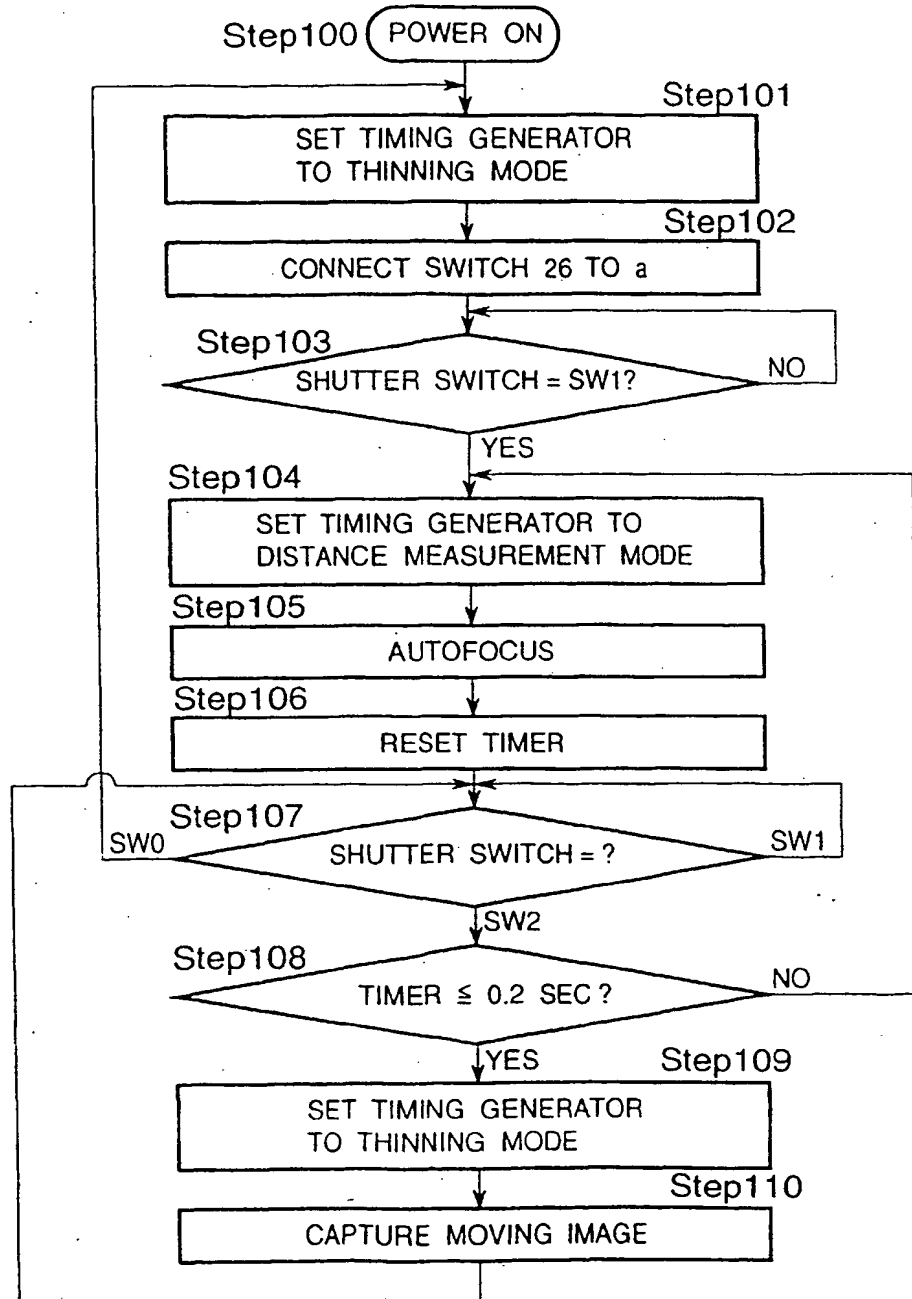 Step100
POWER ON
Step101
SET TIMING GENERATOR
TO THINNING MODE
Step102
CONNECT SWITCH 26 TO a
Step103
SHUTTER SWITCH = SW1?
NO
YES
Step104
SET TIMING GENERATOR TO
DISTANCE MEASUREMENT MODE
Step105
AUTOFOCUS
Step106
RESET TIMER
Step107
SW0
SHUTTER SWITCH = ?
SW1
SW2
Step108
TIMER ≦ 0.2 SEC ?
NO
YES
Step109
SET TIMING GENERATOR
TO THINNING MODE
Step110
CAPTURE MOVING IMAGE